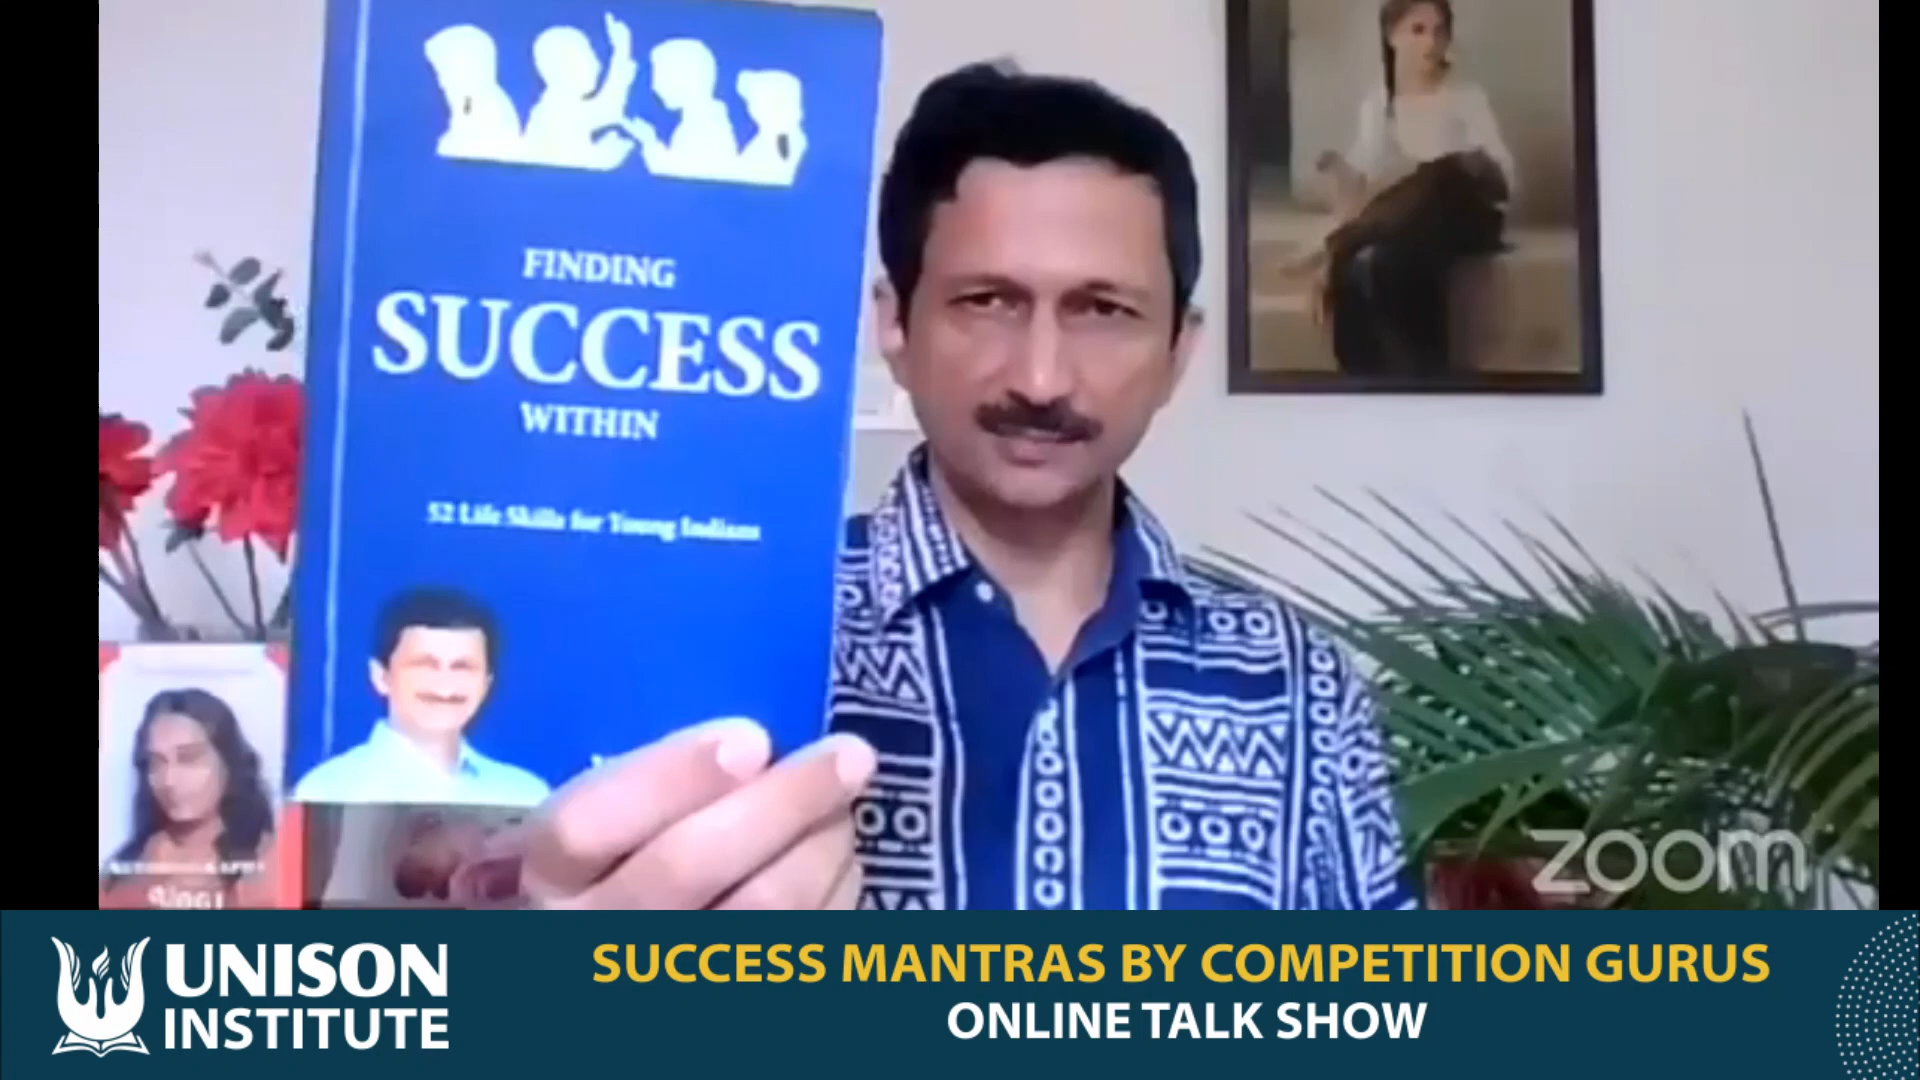 FINDING
SUCCESS
WITHIN
52 Life Skills for Young Indians
zoom
UNISON
INSTITUTE
SUCCESS MANTRAS BY COMPETITION GURUS
ONLINE TALK SHOW